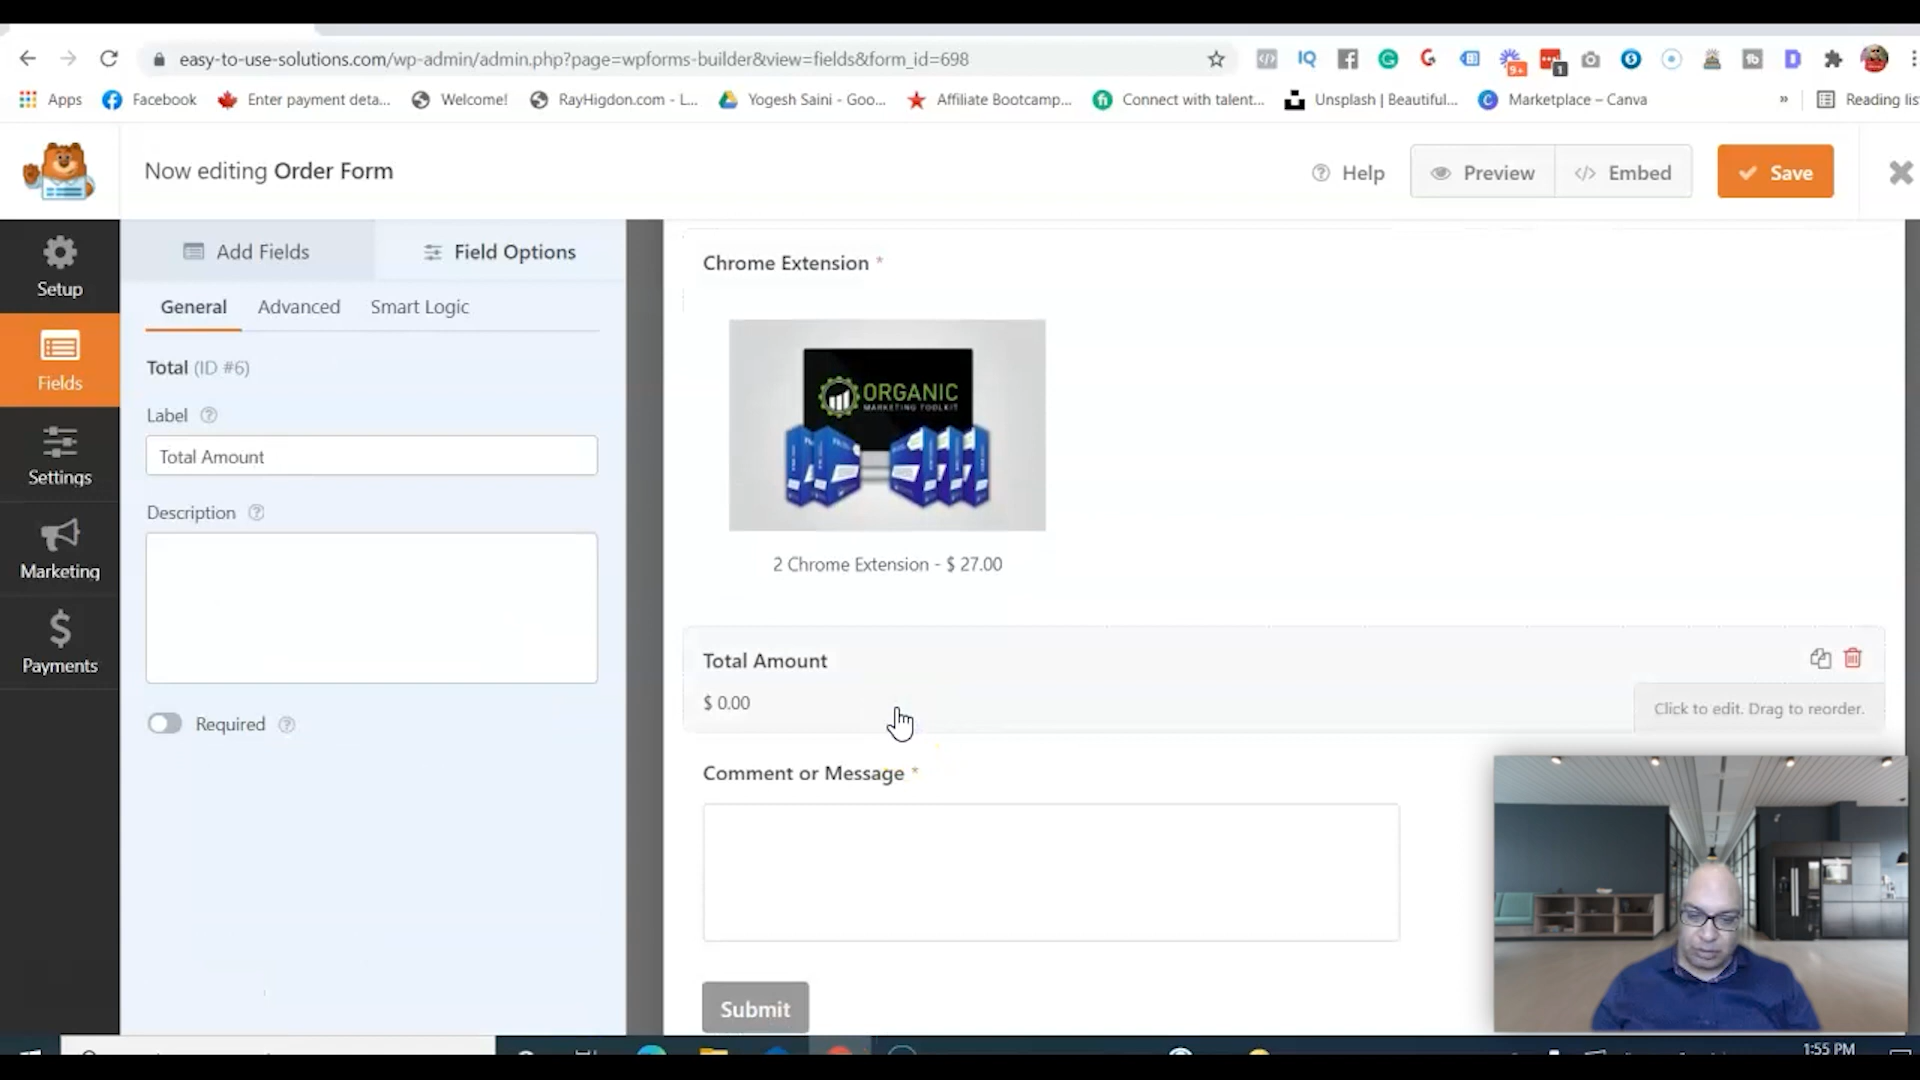 easy-to-use-solutions.com/wp-admin/admin.php?page=wpforms-builder&view=fields&form_id=698
9+
1
Apps Facebook Enter payment deta... Welcome! RayHigdon.com - L... Yogesh Saini - Goo... Affiliate Bootcamp... Connect with talent... Unsplash | Beautiful... Marketplace – Canva » Reading lis
Now editing Order Form
Help Preview Embed Save
Setup
Fields
Settings
Marketing
Payments
Add Fields Field Options
General Advanced Smart Logic
Total (ID #6)
Label
Total Amount
Description
Required
Chrome Extension *
ORGANIC
MARKETING TOOLKIT
2 Chrome Extension - $ 27.00
Total Amount
$ 0.00
Click to edit. Drag to reorder.
Comment or Message *
Submit
1:55 PM